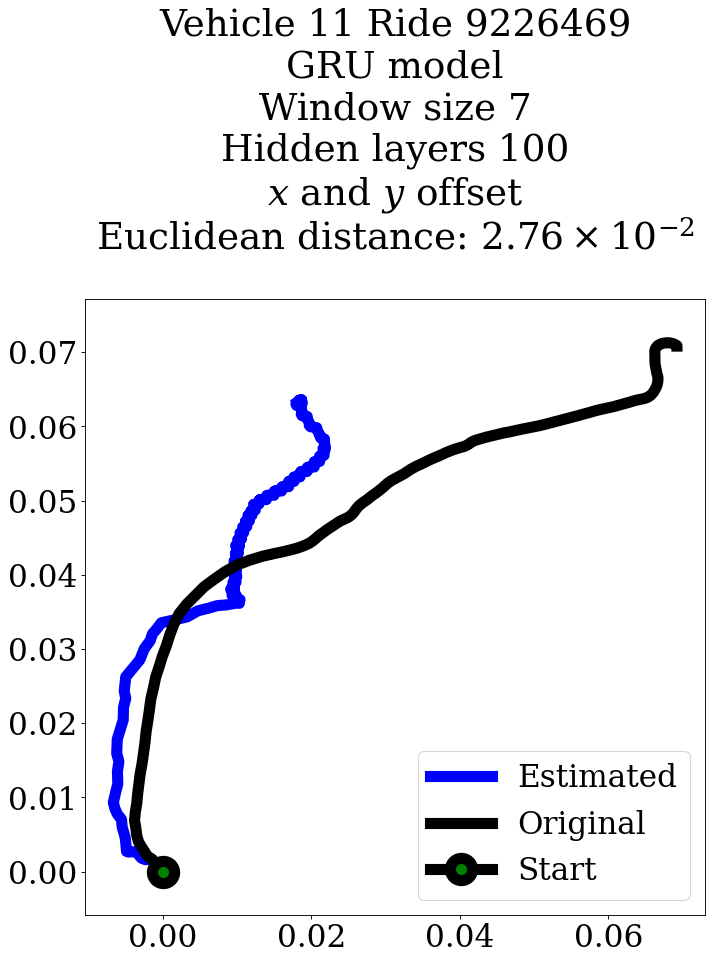 Vehicle 11 Ride 9226469
GRU model
Window size 7
Hidden layers 100
x and y offset
Euclidean distance: 2.76 × 10⁻²
0.07
0.06
0.05
0.04
0.03
0.02
0.01
0.00
Estimated
Original
Start
0.00 0.02 0.04 0.06